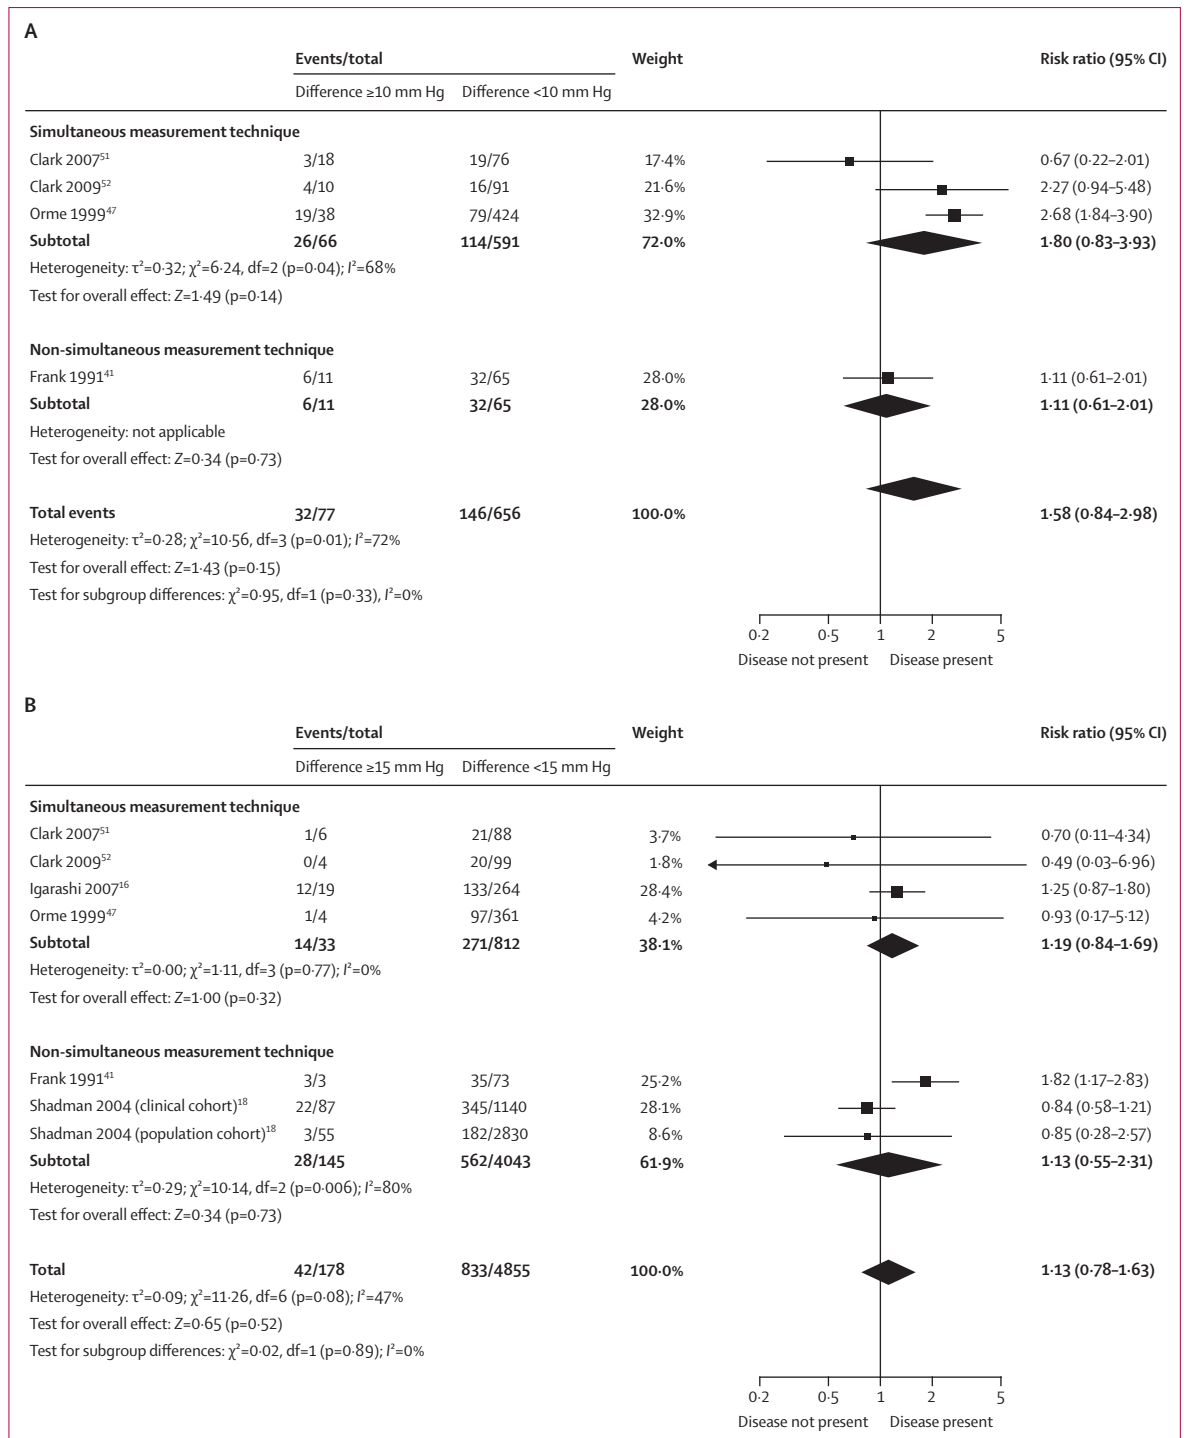 A
Events/total Weight Risk ratio (95% CI)
Difference ≥10 mm Hg Difference <10 mm Hg
Simultaneous measurement technique
Clark 2007⁵¹ 3/18 19/76 17·4% 0·67 (0·22–2·01)
Clark 2009⁵² 4/10 16/91 21·6% 2·27 (0·94–5·48)
Orme 1999⁴⁷ 19/38 79/424 32·9% 2·68 (1·84–3·90)
Subtotal 26/66 114/591 72·0% 1·80 (0·83–3·93)
Heterogeneity: τ²=0·32; χ²=6·24, df=2 (p=0·04); I²=68%
Test for overall effect: Z=1·49 (p=0·14)
Non-simultaneous measurement technique
Frank 1991⁴¹ 6/11 32/65 28·0% 1·11 (0·61–2·01)
Subtotal 6/11 32/65 28·0% 1·11 (0·61–2·01)
Heterogeneity: not applicable
Test for overall effect: Z=0·34 (p=0·73)
Total events 32/77 146/656 100·0% 1·58 (0·84–2·98)
Heterogeneity: τ²=0·28; χ²=10·56, df=3 (p=0·01); I²=72%
Test for overall effect: Z=1·43 (p=0·15)
Test for subgroup differences: χ²=0·95, df=1 (p=0·33), I²=0%
0·2 0·5 1 2 5
Disease not present Disease present
B
Events/total Weight Risk ratio (95% CI)
Difference ≥15 mm Hg Difference <15 mm Hg
Simultaneous measurement technique
Clark 2007⁵¹ 1/6 21/88 3·7% 0·70 (0·11–4·34)
Clark 2009⁵² 0/4 20/99 1·8% 0·49 (0·03–6·96)
Igarashi 2007¹⁶ 12/19 133/264 28·4% 1·25 (0·87–1·80)
Orme 1999⁴⁷ 1/4 97/361 4·2% 0·93 (0·17–5·12)
Subtotal 14/33 271/812 38·1% 1·19 (0·84–1·69)
Heterogeneity: τ²=0·00; χ²=1·11, df=3 (p=0·77); I²=0%
Test for overall effect: Z=1·00 (p=0·32)
Non-simultaneous measurement technique
Frank 1991⁴¹ 3/3 35/73 25·2% 1·82 (1·17–2·83)
Shadman 2004 (clinical cohort)¹⁸ 22/87 345/1140 28·1% 0·84 (0·58–1·21)
Shadman 2004 (population cohort)¹⁸ 3/55 182/2830 8·6% 0·85 (0·28–2·57)
Subtotal 28/145 562/4043 61·9% 1·13 (0·55–2·31)
Heterogeneity: τ²=0·29; χ²=10·14, df=2 (p=0·006); I²=80%
Test for overall effect: Z=0·34 (p=0·73)
Total 42/178 833/4855 100·0% 1·13 (0·78–1·63)
Heterogeneity: τ²=0·09; χ²=11·26, df=6 (p=0·08); I²=47%
Test for overall effect: Z=0·65 (p=0·52)
Test for subgroup differences: χ²=0·02, df=1 (p=0·89); I²=0%
0·2 0·5 1 2 5
Disease not present Disease present